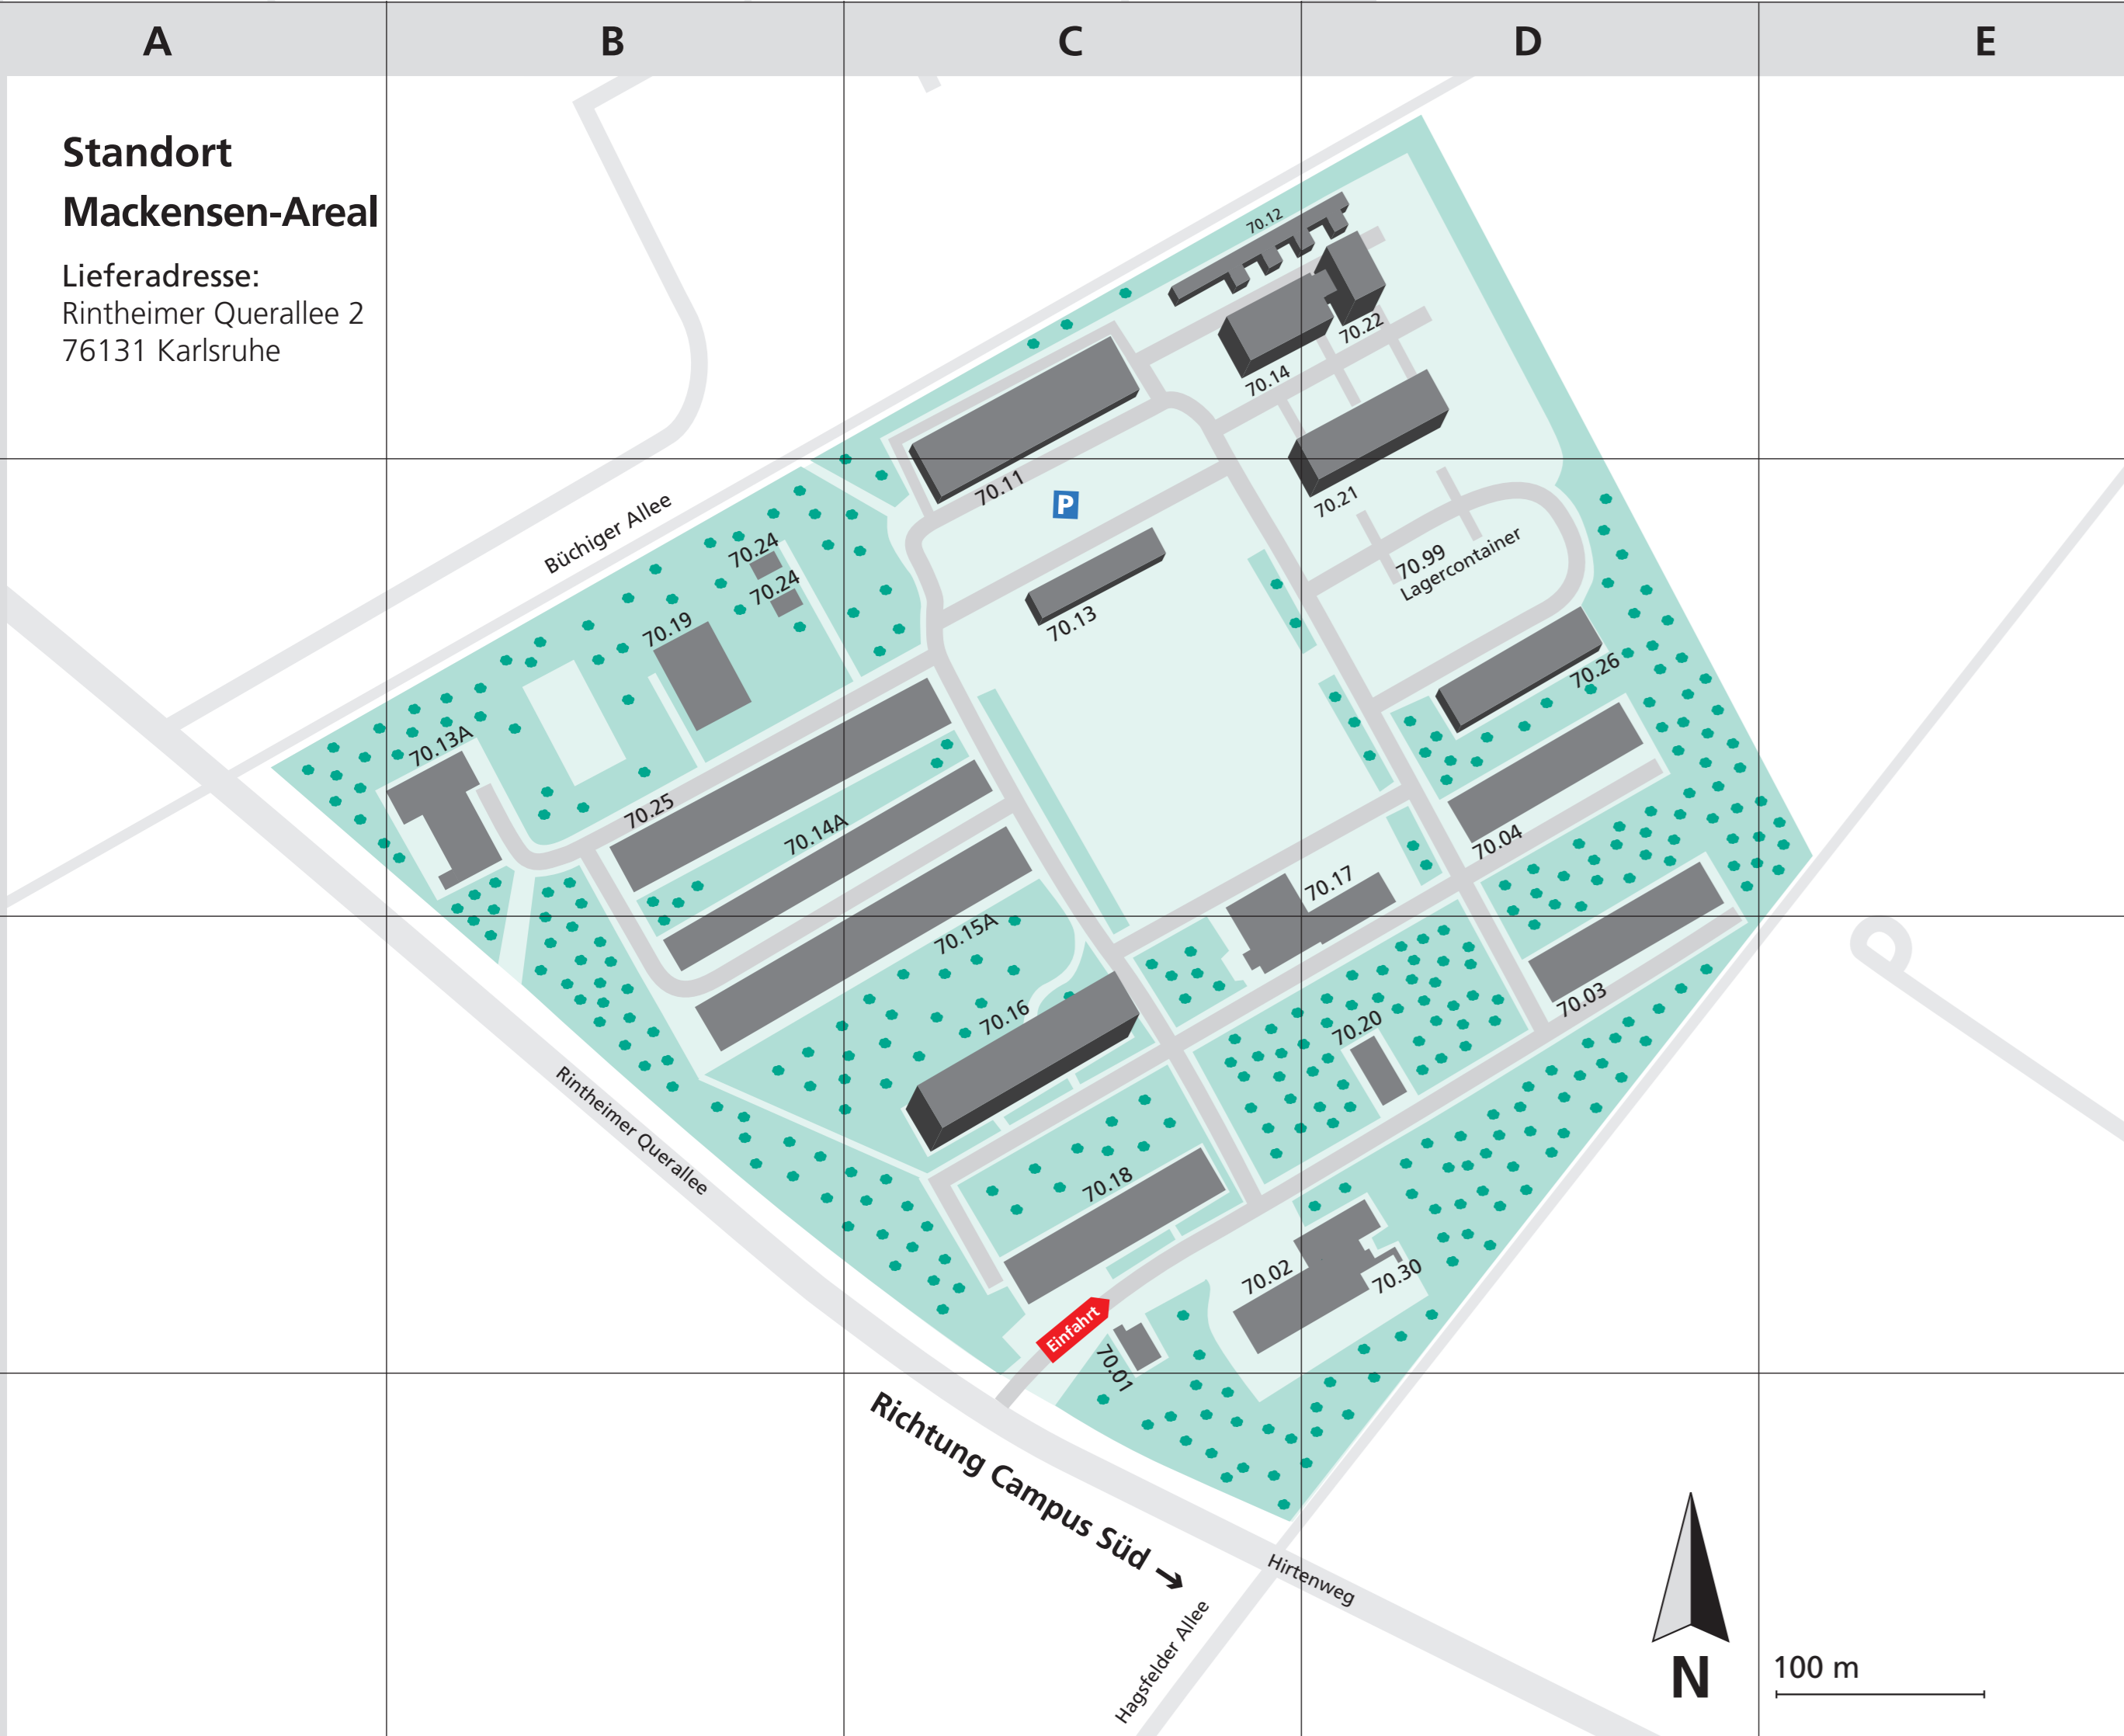 A
B
C
D
E
Standort
Mackensen-Areal
Lieferadresse:
Rintheimer Querallee 2
76131 Karlsruhe
70.12
70.22
70.14
70.11
P
70.21
Büchiger Allee
70.24
70.24
70.99
Lagercontainer
70.13
70.19
70.26
70.13A
70.25
70.14A
70.04
70.17
70.15A
70.16
70.03
70.20
Rintheimer Querallee
70.18
70.02
70.30
Einfahrt
70.01
Richtung Campus Süd →
Hirtenweg
Hagsfelder Allee
N
100 m